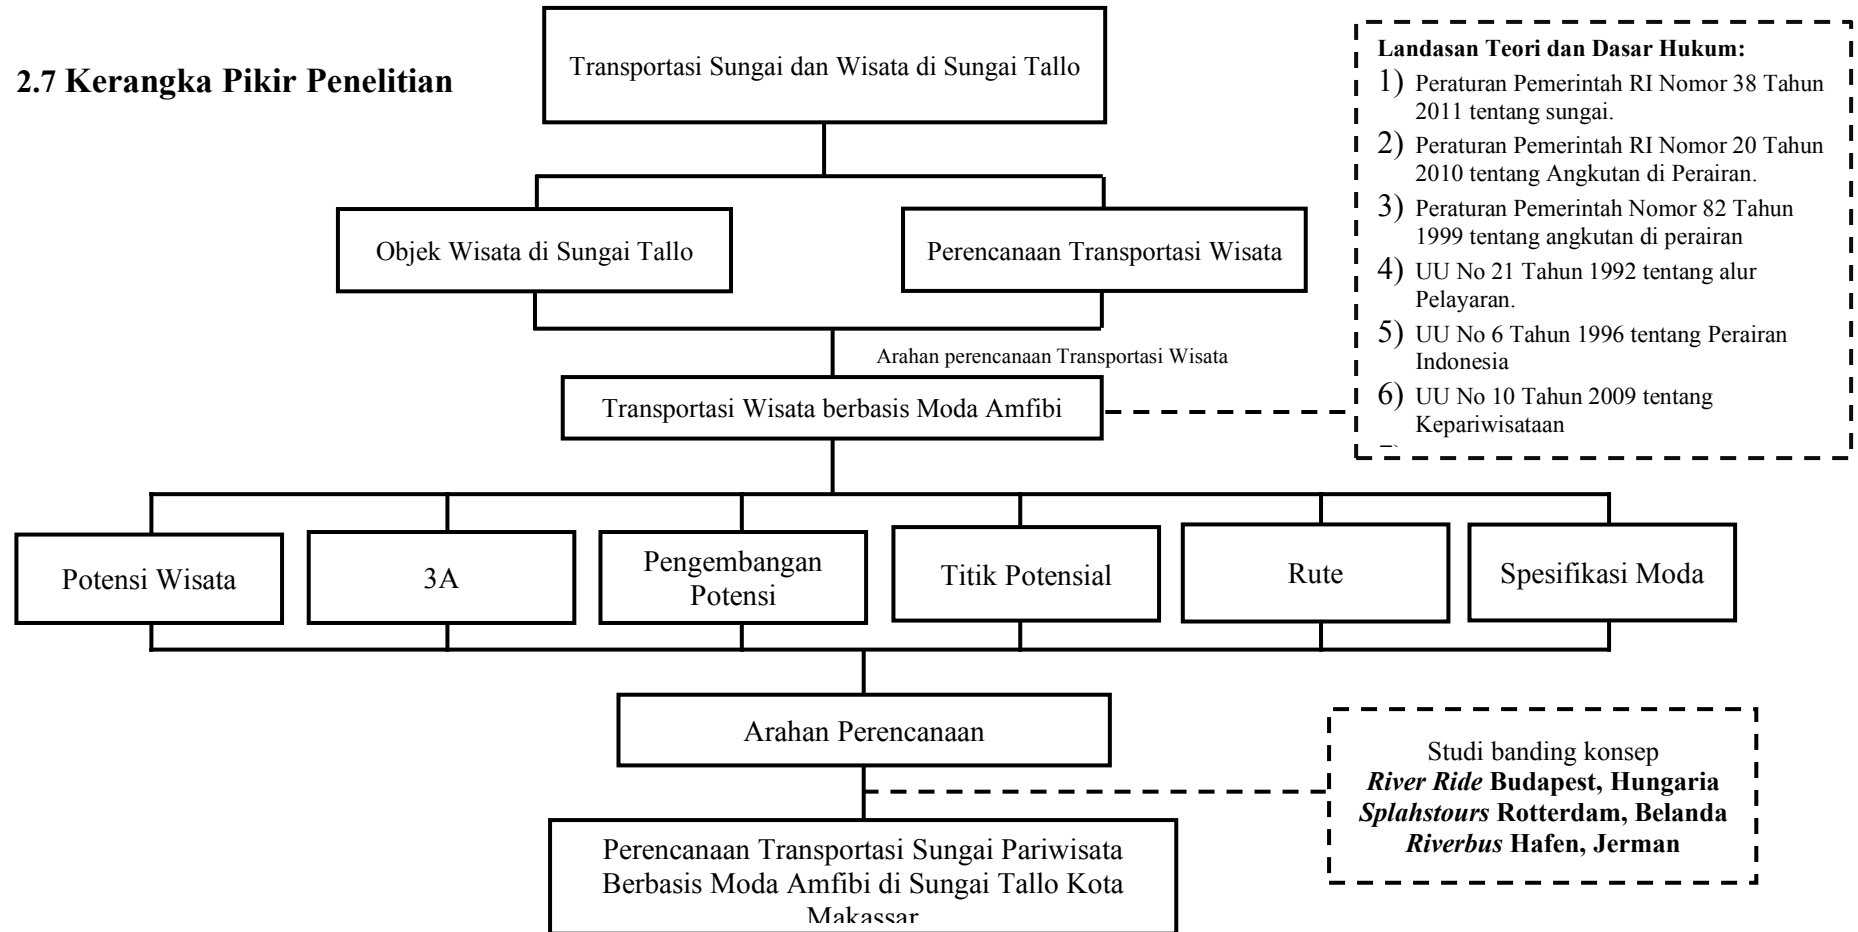 2.7 Kerangka Pikir Penelitian
Transportasi Sungai dan Wisata di Sungai Tallo
Objek Wisata di Sungai Tallo
Perencanaan Transportasi Wisata
Arahan perencanaan Transportasi Wisata
Transportasi Wisata berbasis Moda Amfibi
Landasan Teori dan Dasar Hukum:
1) Peraturan Pemerintah RI Nomor 38 Tahun
2011 tentang sungai.
2) Peraturan Pemerintah RI Nomor 20 Tahun
2010 tentang Angkutan di Perairan.
3) Peraturan Pemerintah Nomor 82 Tahun
1999 tentang angkutan di perairan
4) UU No 21 Tahun 1992 tentang alur
Pelayaran.
5) UU No 6 Tahun 1996 tentang Perairan
Indonesia
6) UU No 10 Tahun 2009 tentang
Kepariwisataan
Potensi Wisata
3A
Pengembangan
Potensi
Titik Potensial
Rute
Spesifikasi Moda
Arahan Perencanaan
Studi banding konsep
River Ride Budapest, Hungaria
Splahstours Rotterdam, Belanda
Riverbus Hafen, Jerman
Perencanaan Transportasi Sungai Pariwisata
Berbasis Moda Amfibi di Sungai Tallo Kota
Makassar